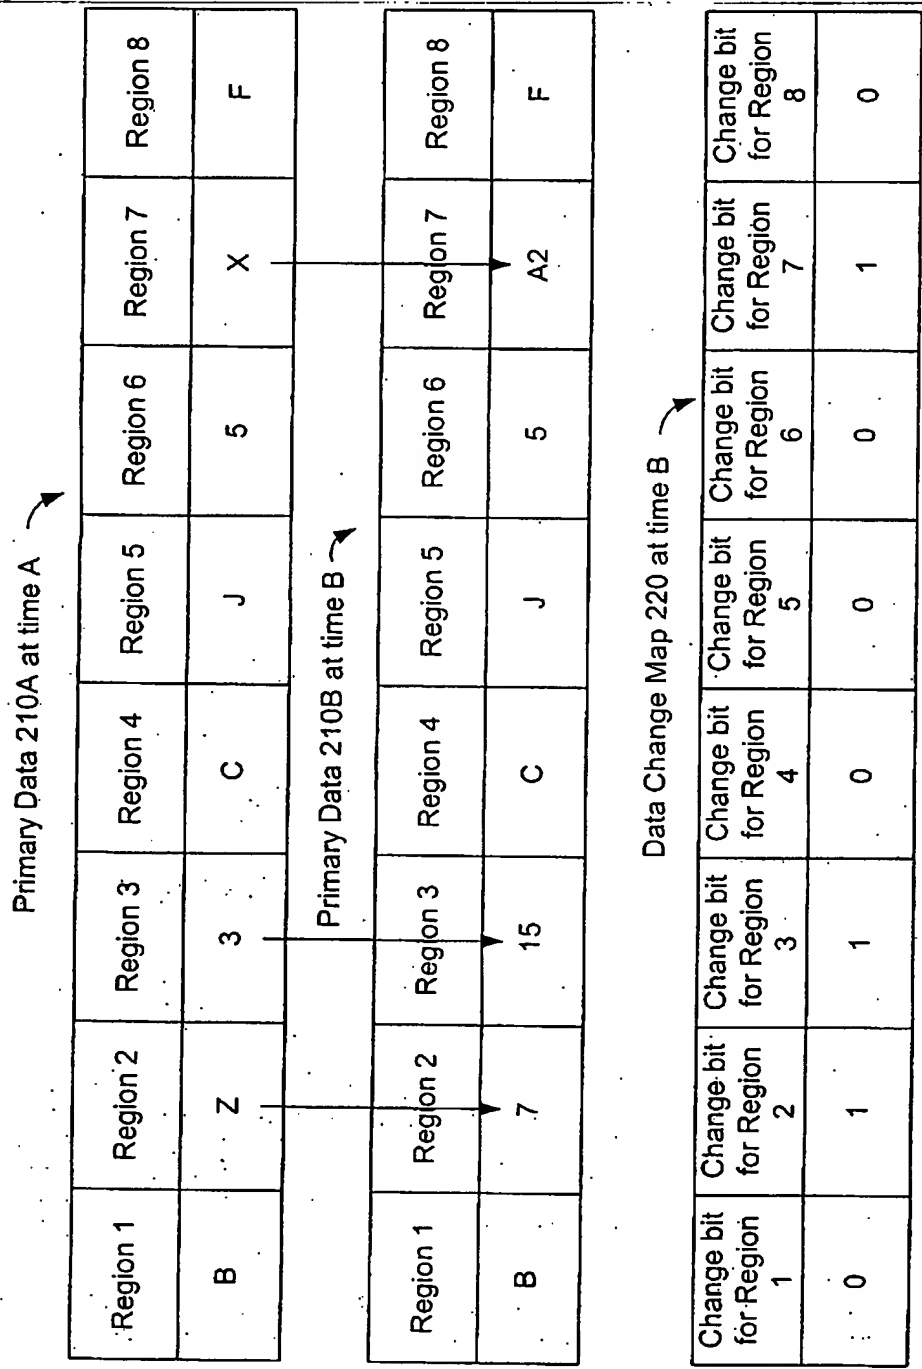 Primary Data 210A at time A
Region 1 Region 2 Region 3 Region 4 Region 5 Region 6 Region 7 Region 8
B Z 3 C J 5 X F
Primary Data 210B at time B
Region 1 Region 2 Region 3 Region 4 Region 5 Region 6 Region 7 Region 8
B 7 15 C J 5 A2 F
Data Change Map 220 at time B
Change bit Change bit Change bit Change bit Change bit Change bit Change bit Change bit
for Region for Region for Region for Region for Region for Region for Region for Region
1 2 3 4 5 6 7 8
0 1 1 0 0 0 1 0